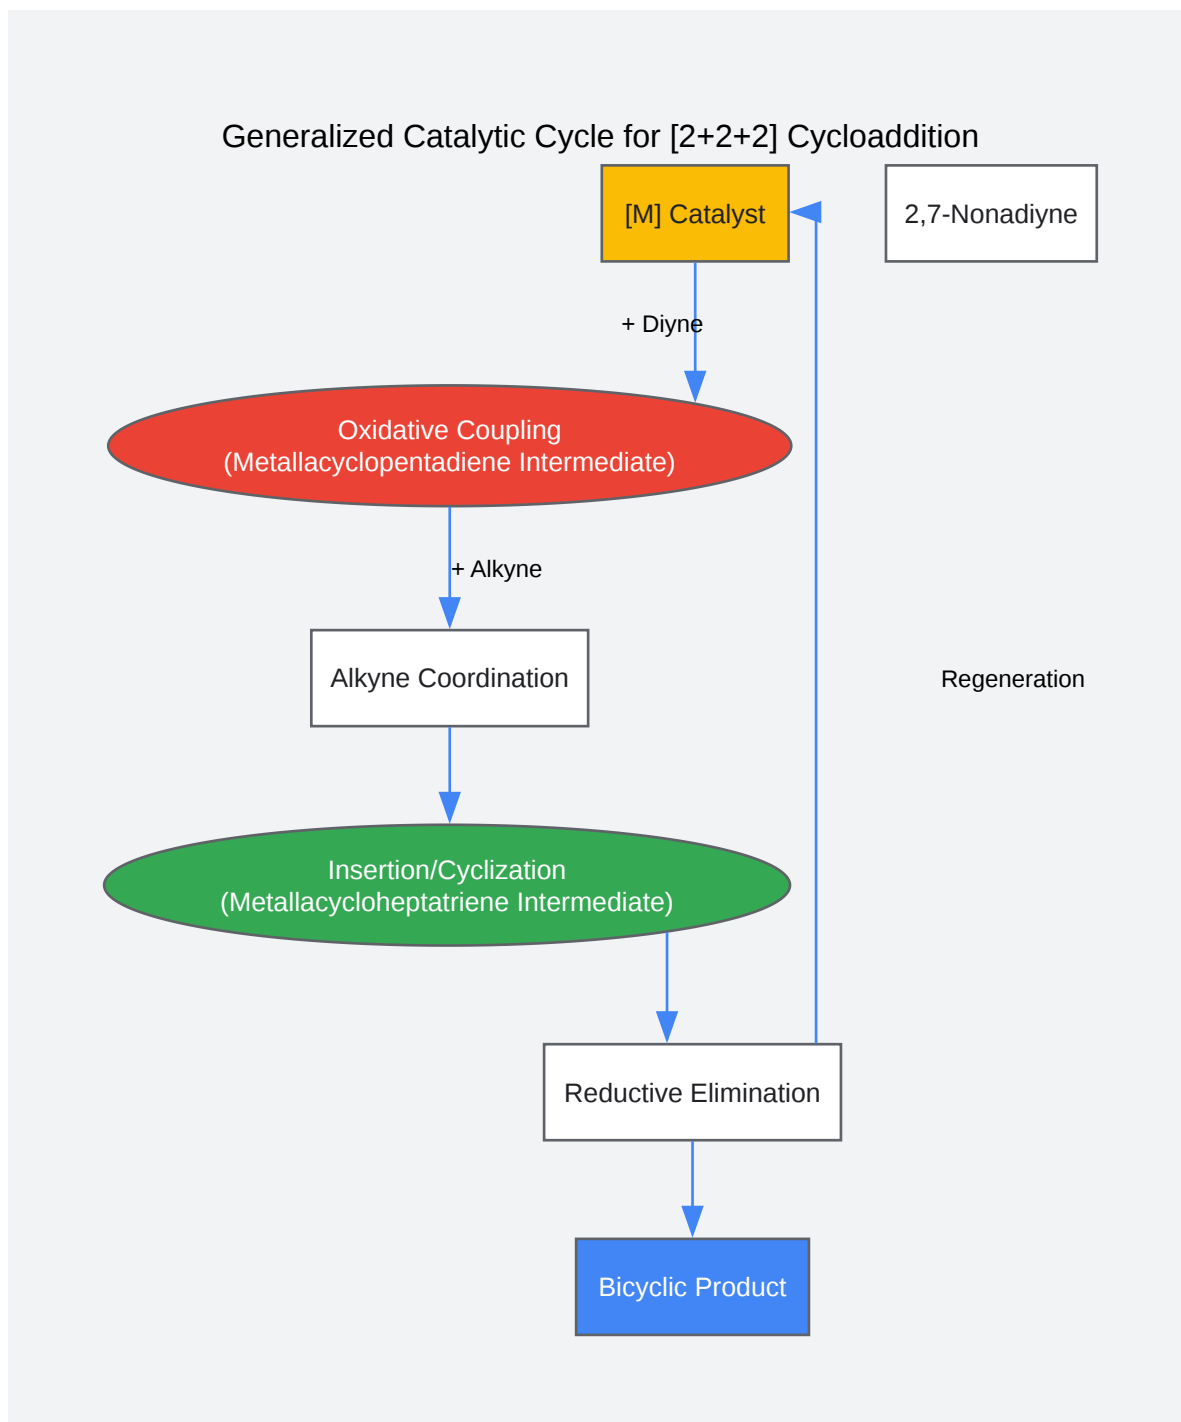 Generalized Catalytic Cycle for [2+2+2] Cycloaddition
[M] Catalyst
2,7-Nonadiyne
+ Diyne
Oxidative Coupling
(Metallacyclopentadiene Intermediate)
+ Alkyne
Alkyne Coordination
Regeneration
Insertion/Cyclization
(Metallacycloheptatriene Intermediate)
Reductive Elimination
Bicyclic Product